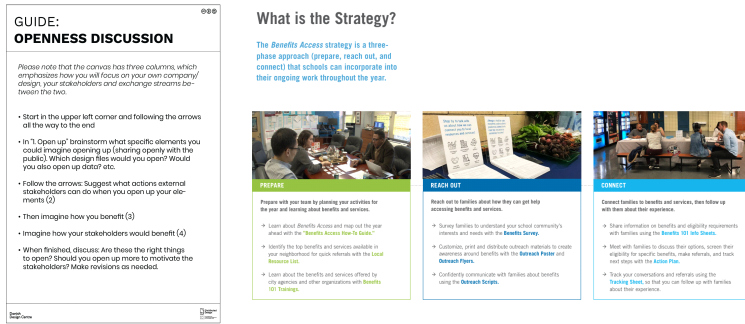 GUIDE:
OPENNESS DISCUSSION
Please note that the canvas has three columns, which
emphasizes how you will focus on your own company/
design, your stakeholders and exchange streams be-
tween the two.
• Start in the upper left corner and following the arrows
all the way to the end
• In "1. Open up" brainstorm what specific elements you
could imagine opening up (sharing openly with the
public). Which design files would you open? Would
you also open up data? etc.
• Follow the arrows: Suggest what actions external
stakeholders can do when you open up your ele-
ments (2)
• Then imagine how you benefit (3)
• Imagine how your stakeholders would benefit (4)
• When finished, discuss: Are these the right things
to open? Should you open up more to motivate the
stakeholders? Make revisions as needed.
Danish
Design Centre
What is the Strategy?
The Benefits Access strategy is a three-
phase approach (prepare, reach out, and
connect) that schools can incorporate into
their ongoing work throughout the year.
PREPARE
Prepare with your team by planning your activities for
the year and learning about benefits and services.
→ Learn about Benefits Access and map out the year
ahead with the "Benefits Access How-To Guide."
→ Identify the top benefits and services available in
your neighborhood for quick referrals with the Local
Resource List.
→ Learn about the benefits and services offered by
city agencies and other organizations with Benefits
101 Trainings.
REACH OUT
Reach out to families about how they can get help
accessing benefits and services.
→ Survey families to understand your school community's
interests and needs with the Benefits Survey.
→ Customize, print and distribute outreach materials to create
awareness around benefits with the Outreach Poster and
Outreach Flyers.
→ Confidently communicate with families about benefits
using the Outreach Scripts.
CONNECT
Connect families to benefits and services, then follow up
with them about their experience.
→ Share information on benefits and eligibility requirements
with families using the Benefits 101 Info Sheets.
→ Meet with families to discuss their options, screen their
eligibility for specific benefits, make referrals, and track
next steps with the Action Plan.
→ Track your conversations and referrals using the
Tracking Sheet, so that you can follow up with families
about their experience.